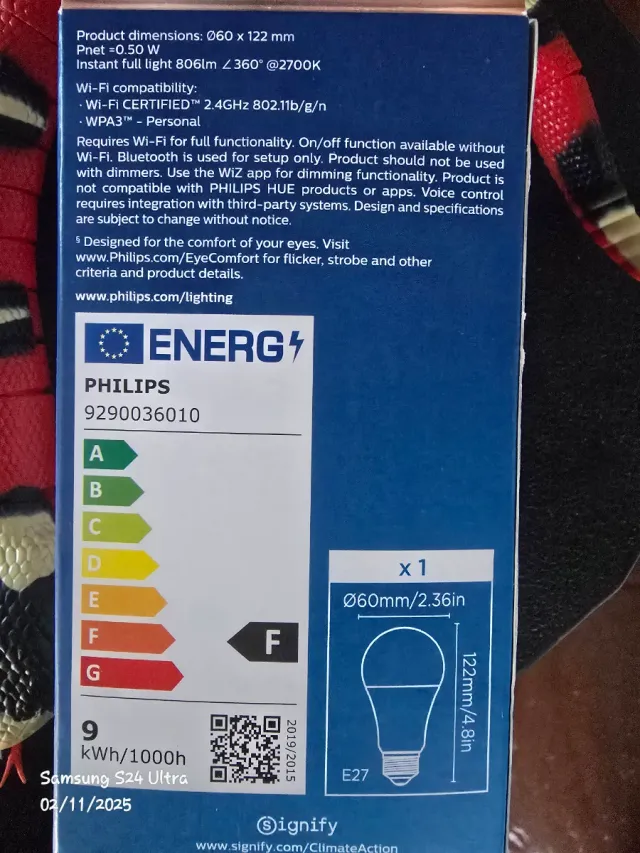 Product dimensions: Ø60 x 122 mm
Pnet =0.50 W
Instant full light 806lm ∠360° @2700K
Wi-Fi compatibility:
· Wi-Fi CERTIFIED™ 2.4GHz 802.11b/g/n
· WPA3™ - Personal
Requires Wi-Fi for full functionality. On/off function available without
Wi-Fi. Bluetooth is used for setup only. Product should not be used
with dimmers. Use the WiZ app for dimming functionality. Product is
not compatible with PHILIPS HUE products or apps. Voice control
requires integration with third-party systems. Design and specifications
are subject to change without notice.
§ Designed for the comfort of your eyes. Visit
www.Philips.com/EyeComfort for flicker, strobe and other
criteria and product details.
www.philips.com/lighting
ENERG
PHILIPS
9290036010
A
B
C
D
E
F
F
G
9
kWh/1000h
2019/2015
x 1
Ø60mm/2.36in
122mm/4.8in
E27
Samsung S24 Ultra
02/11/2025
Signify
www.signify.com/ClimateAction